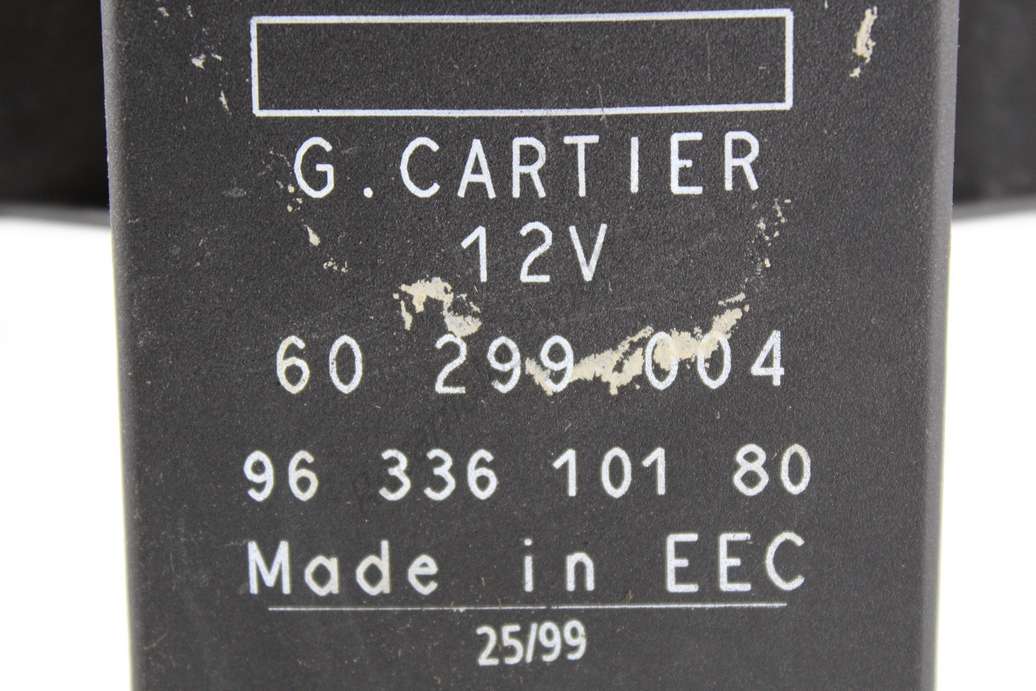 G.CARTIER
12V
60 299 004
96 336 101 80
Made in EEC
25/99